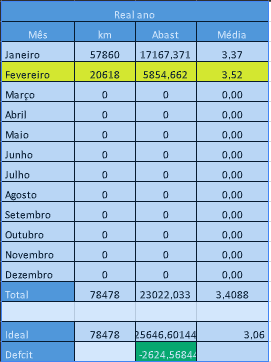 Real ano
Mês km Abast Média
Janeiro 57860 17167,371 3,37
Fevereiro 20618 5854,662 3,52
Março 0 0 0,00
Abril 0 0 0,00
Maio 0 0 0,00
Junho 0 0 0,00
Julho 0 0 0,00
Agosto 0 0 0,00
Setembro 0 0 0,00
Outubro 0 0 0,00
Novembro 0 0 0,00
Dezembro 0 0 0,00
Total 78478 23022,033 3,4088
Ideal 78478 25646,60144 3,06
Defcit -2624,56844